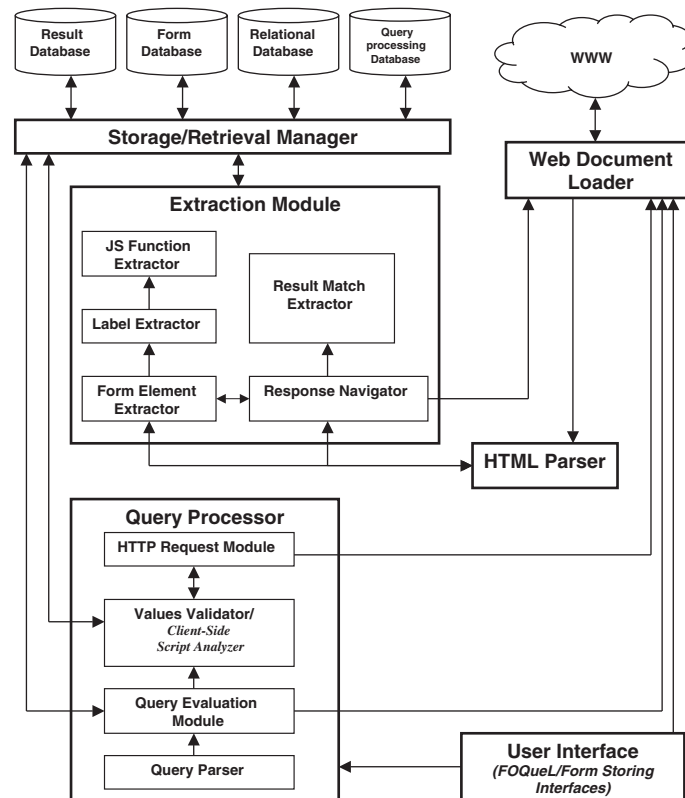 Result
Database
Form
Database
Relational
Database
Query
processing
Database
WWW
Storage/Retrieval Manager
Web Document
Loader
Extraction Module
JS Function
Extractor
Result Match
Extractor
Label Extractor
Form Element
Extractor
Response Navigator
HTML Parser
Query Processor
HTTP Request Module
Values Validator/
Client-Side
Script Analyzer
Query Evaluation
Module
Query Parser
User Interface
(FOQueL/Form Storing
Interfaces)